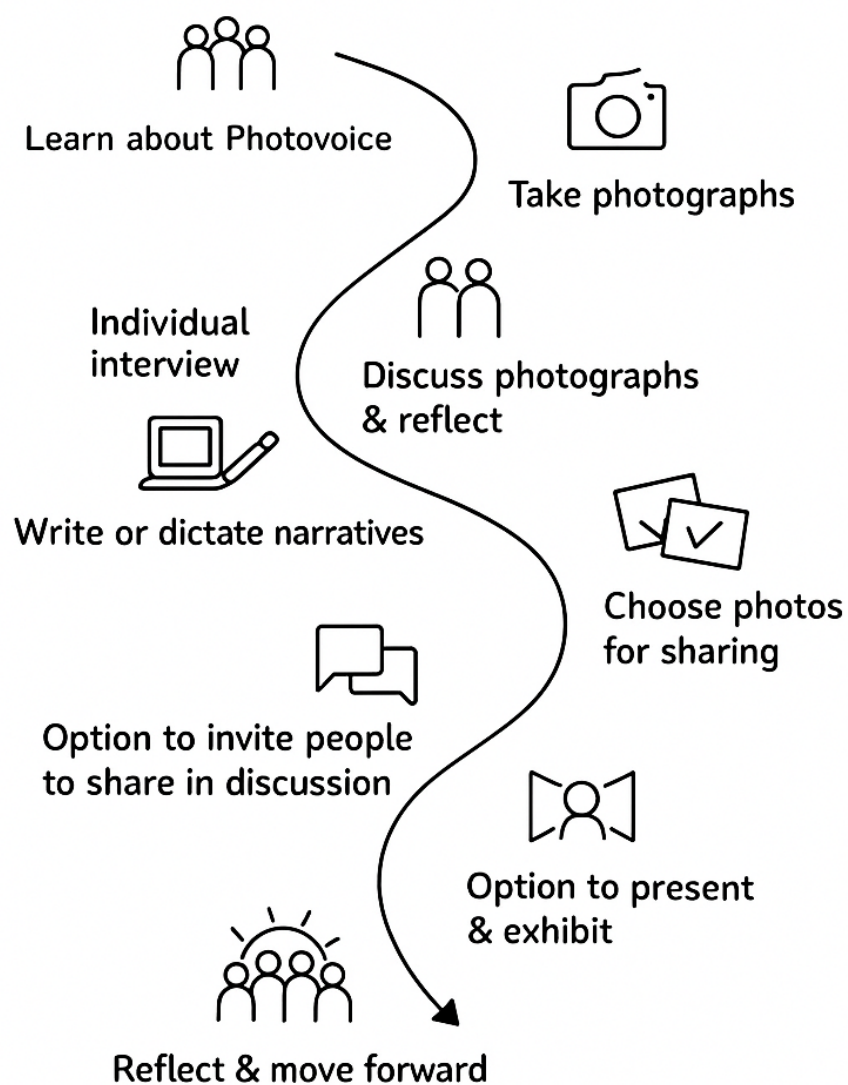 Learn about Photovoice
Take photographs
Individual
interview
Discuss photographs
& reflect
Write or dictate narratives
Choose photos
for sharing
Option to invite people
to share in discussion
Option to present
& exhibit
Reflect & move forward